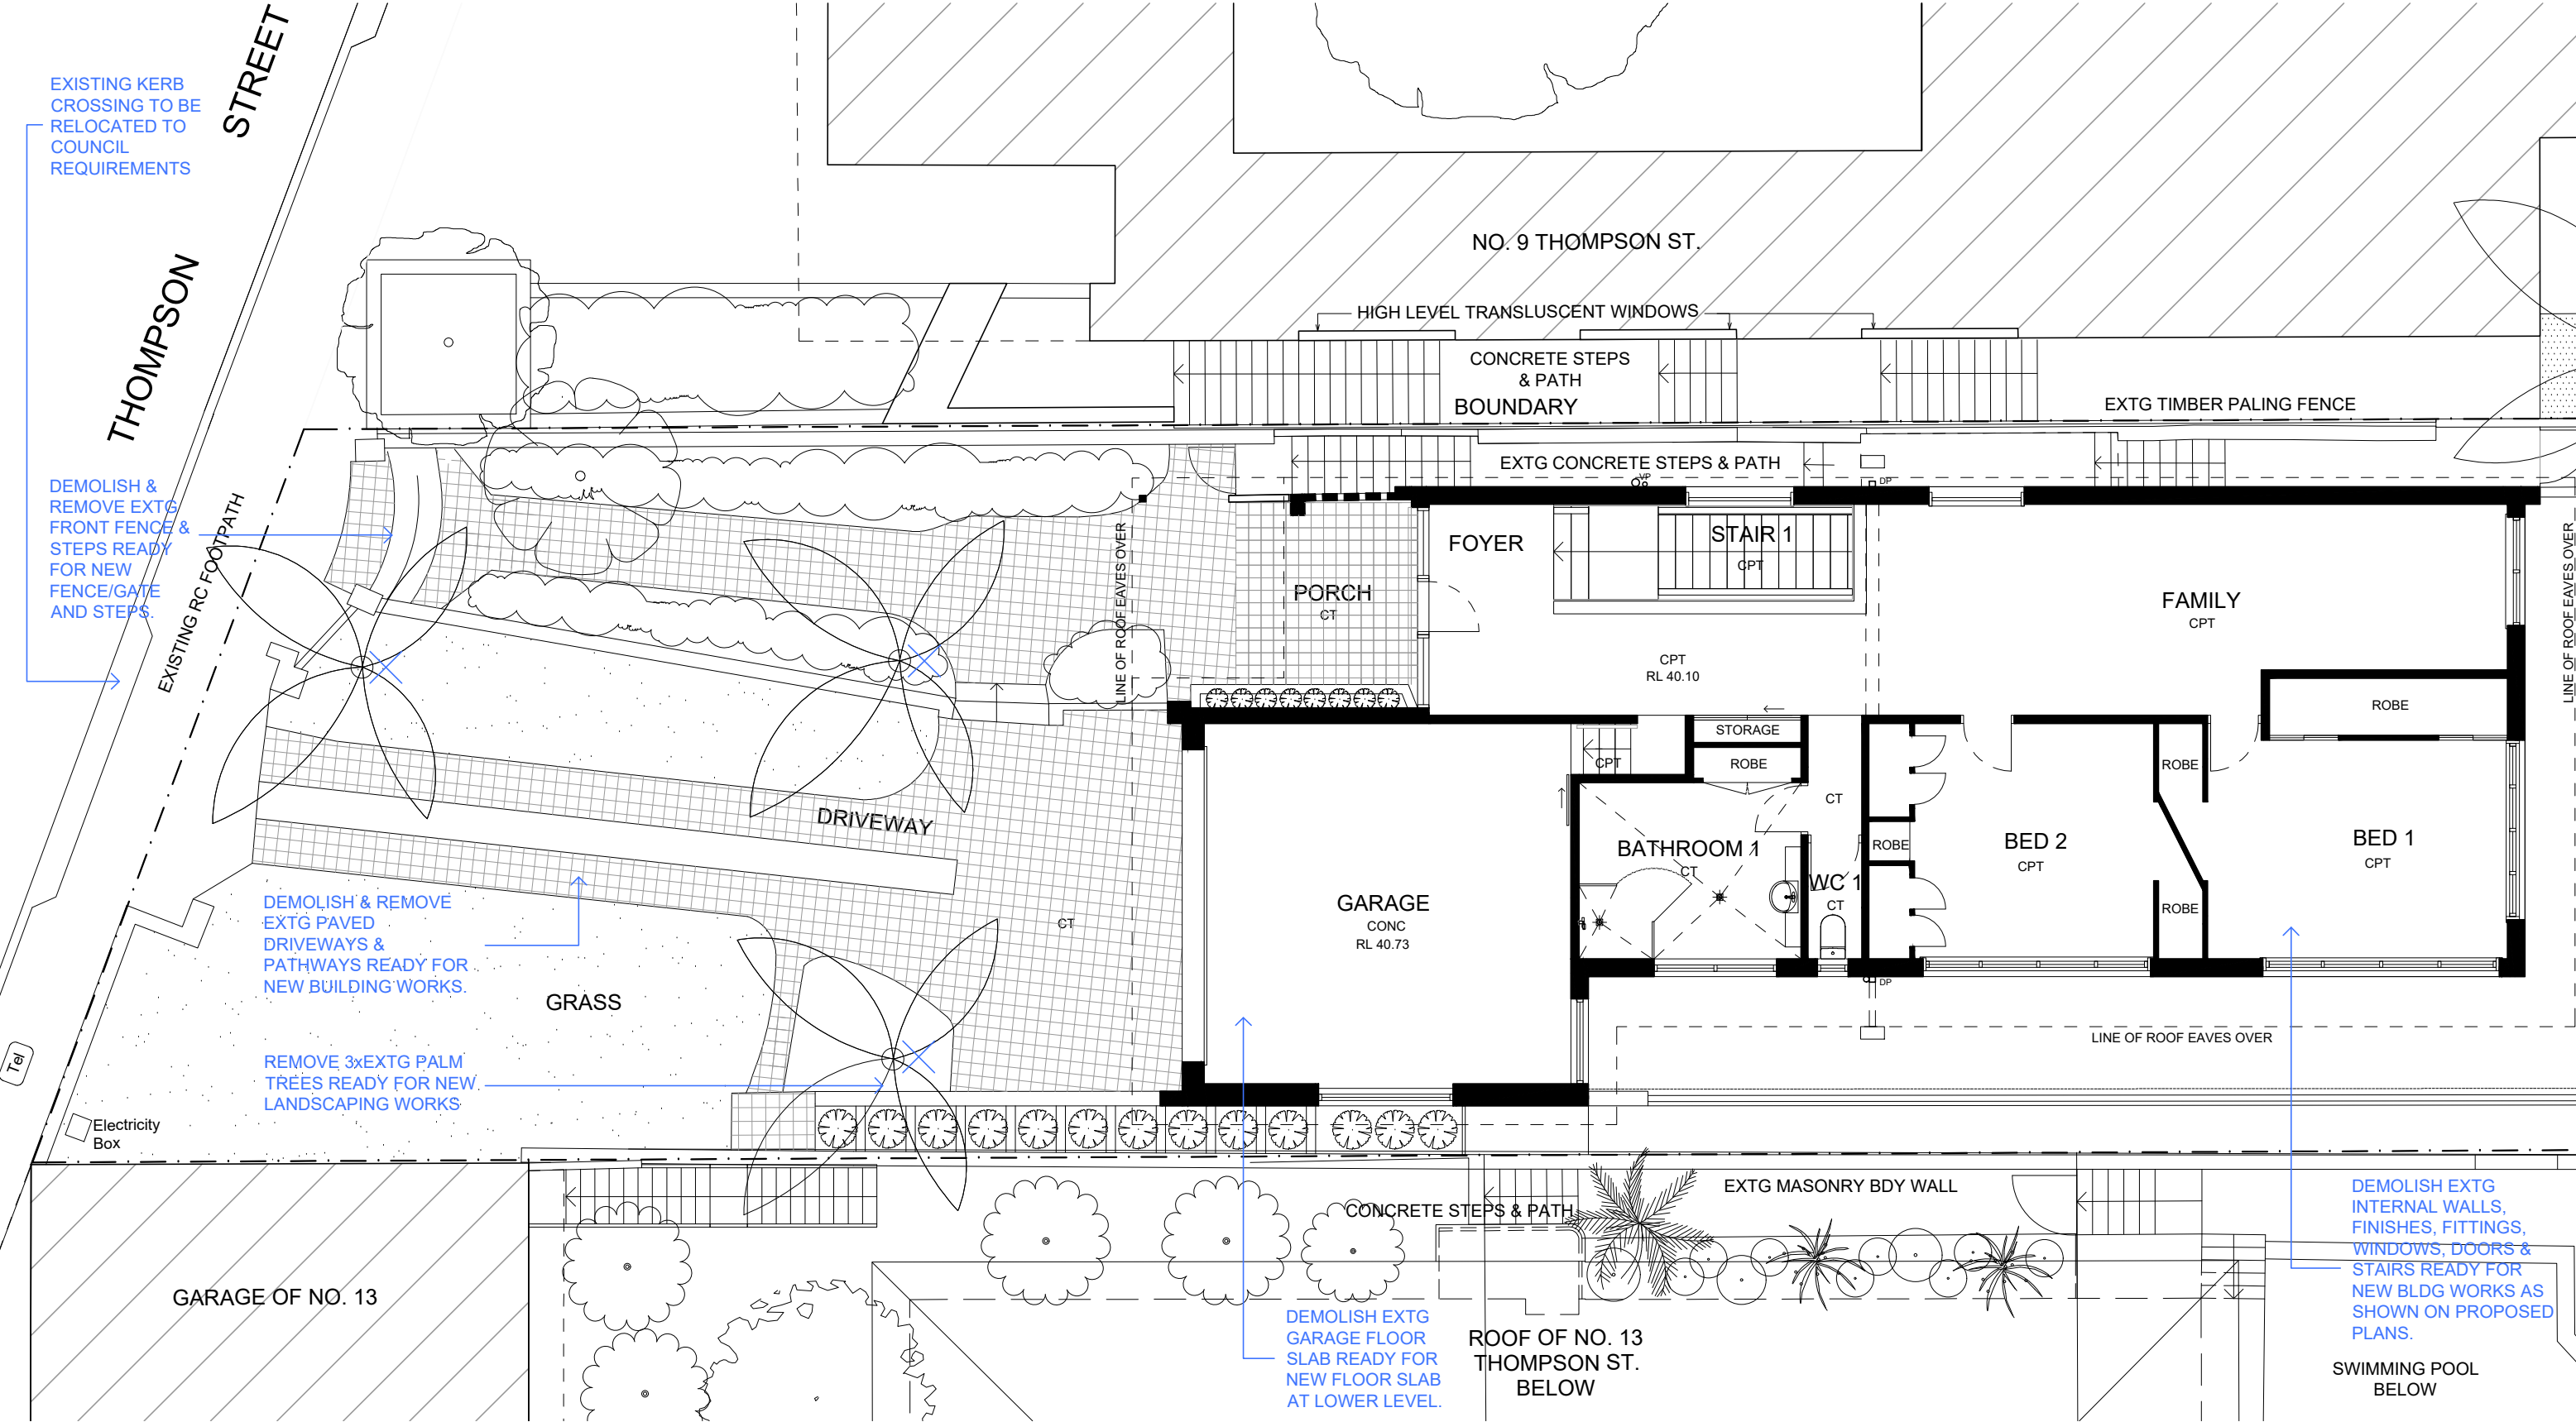 EXISTING KERB
CROSSING TO BE
RELOCATED TO
COUNCIL
REQUIREMENTS
THOMPSON STREET
NO. 9 THOMPSON ST.
HIGH LEVEL TRANSLUSCENT WINDOWS
CONCRETE STEPS
& PATH
BOUNDARY
EXTG TIMBER PALING FENCE
EXTG CONCRETE STEPS & PATH
VP
DP
DEMOLISH &
REMOVE EXTG
FRONT FENCE &
STEPS READY
FOR NEW
FENCE/GATE
AND STEPS.
EXISTING RC FOOTPATH
LINE OF ROOF EAVES OVER
PORCH
CT
FOYER
STAIR 1
CPT
FAMILY
CPT
LINE OF ROOF EAVES OVER
CPT
RL 40.10
ROBE
STORAGE
ROBE
CPT
ROBE
CT
DRIVEWAY
BATHROOM 1
CT
ROBE
BED 2
CPT
BED 1
CPT
WC 1
CT
ROBE
GARAGE
CONC
RL 40.73
CT
DEMOLISH & REMOVE
EXTG PAVED
DRIVEWAYS &
PATHWAYS READY FOR
NEW BUILDING WORKS.
GRASS
DP
LINE OF ROOF EAVES OVER
REMOVE 3xEXTG PALM
TREES READY FOR NEW
LANDSCAPING WORKS
Tel
Electricity
Box
EXTG MASONRY BDY WALL
CONCRETE STEPS & PATH
DEMOLISH EXTG
INTERNAL WALLS,
FINISHES, FITTINGS,
WINDOWS, DOORS &
STAIRS READY FOR
NEW BLDG WORKS AS
SHOWN ON PROPOSED
PLANS.
GARAGE OF NO. 13
DEMOLISH EXTG
GARAGE FLOOR
SLAB READY FOR
NEW FLOOR SLAB
AT LOWER LEVEL.
ROOF OF NO. 13
THOMPSON ST.
BELOW
SWIMMING POOL
BELOW